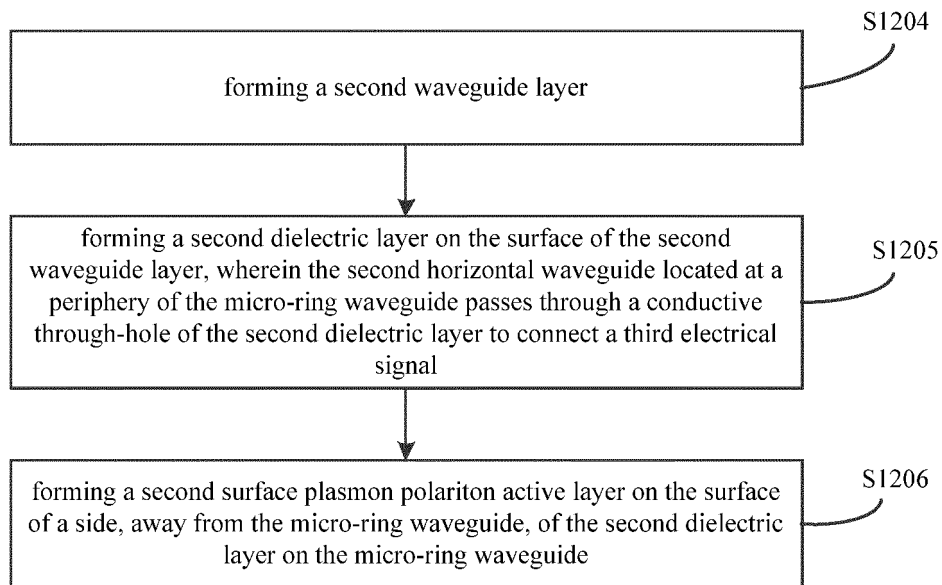 S1204
forming a second waveguide layer
forming a second dielectric layer on the surface of the second
waveguide layer, wherein the second horizontal waveguide located at a
periphery of the micro-ring waveguide passes through a conductive
through-hole of the second dielectric layer to connect a third electrical
signal
S1205
forming a second surface plasmon polariton active layer on the surface
of a side, away from the micro-ring waveguide, of the second dielectric
layer on the micro-ring waveguide
S1206